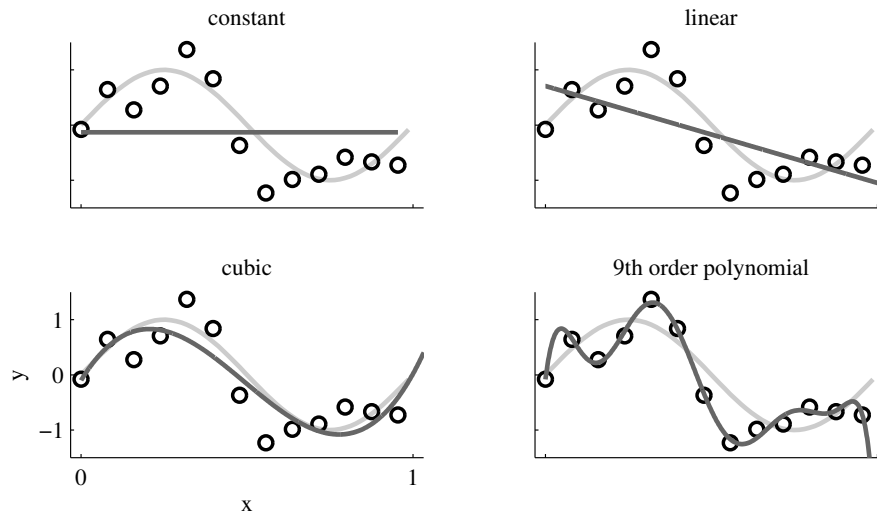 constant
linear
cubic
9th order polynomial
1
0
−1
y
0
1
x